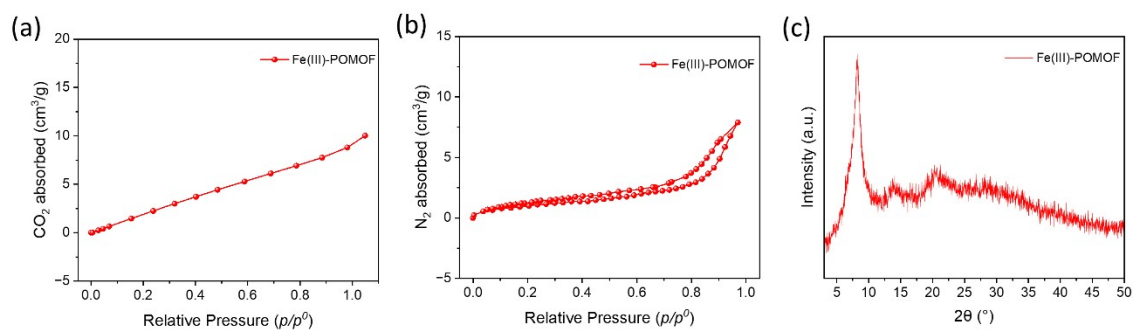 (a)
CO₂ absorbed (cm³/g)
20
15
10
5
0
−5
Fe(III)-POMOF
0.0 0.2 0.4 0.6 0.8 1.0
Relative Pressure (p/p⁰)
(b)
N₂ absorbed (cm³/g)
15
10
5
0
−5
Fe(III)-POMOF
0.0 0.2 0.4 0.6 0.8 1.0
Relative Pressure (p/p⁰)
(c)
Intensity (a.u.)
Fe(III)-POMOF
5 10 15 20 25 30 35 40 45 50
2θ (°)